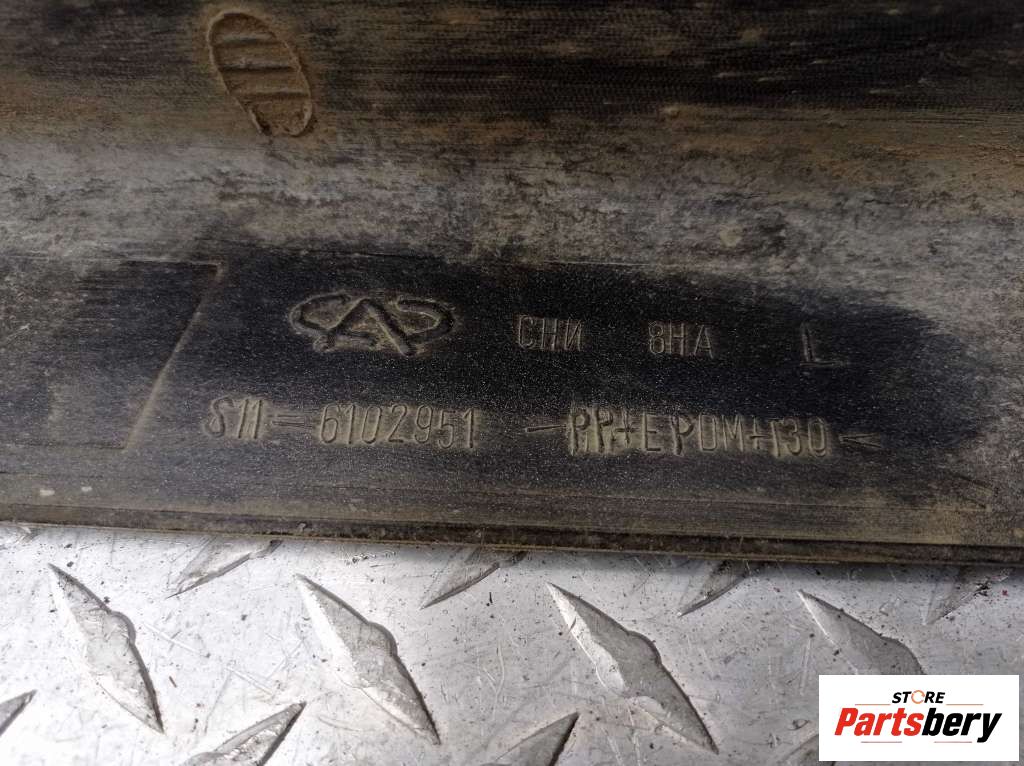 CHИ 8HA L
S11-6102951 -PP+EPDM+T30<
STORE
Partsbery